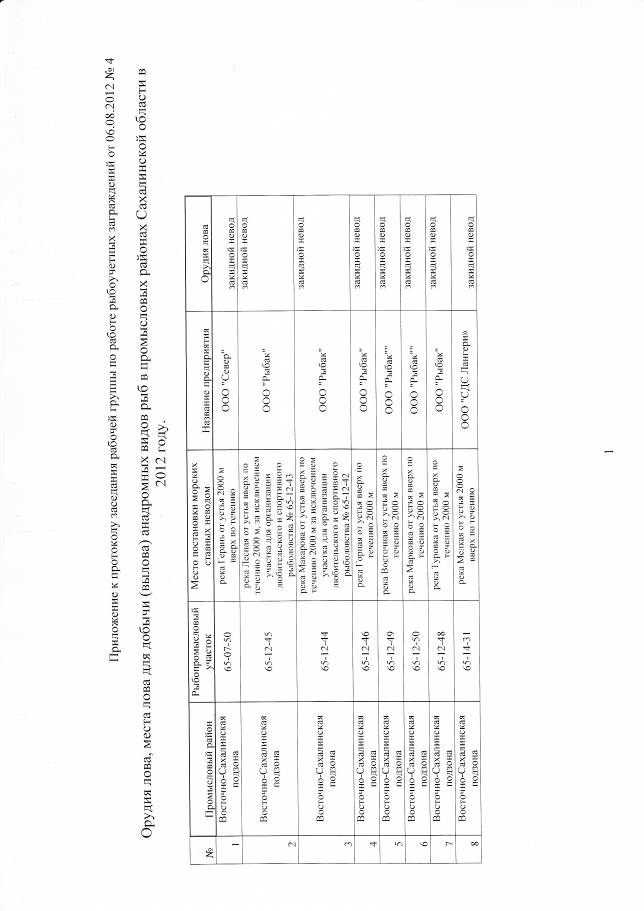 Приложение к протоколу заседания рабочей группы по работе рыбоучетных заграждений от 06.08.2012 № 4
Орудия лова, места лова для добычи (вылова) анадромных видов рыб в промысловых районах Сахалинской области в
2012 году.
№ Промысловый район Рыбопромысловый участок Место постановки морских ставных неводом Название предприятия Орудия лова
1 Восточно-Сахалинская подзона 65-07-50 река Герань от устья 2000 м вверх по течению ООО "Север" закидной невод
2 Восточно-Сахалинская подзона 65-12-45 река Лесная от устья вверх по течению 2000 м, за исключением участка для организации любительского и спортивного рыболовства № 65-12-43 ООО "Рыбак" закидной невод
3 Восточно-Сахалинская подзона 65-12-44 река Макарова от устья вверх по течению 2000 м за исключением участка для организации любительского и спортивного рыболовства № 65-12-42 ООО "Рыбак" закидной невод
4 Восточно-Сахалинская подзона 65-12-46 река Горная от устья вверх по течению 2000 м ООО "Рыбак" закидной невод
5 Восточно-Сахалинская подзона 65-12-49 река Восточная от устья вверх по течению 2000 м ООО "Рыбак"" закидной невод
6 Восточно-Сахалинская подзона 65-12-50 река Марковка от устья вверх по течению 2000 м ООО "Рыбак"" закидной невод
7 Восточно-Сахалинская подзона 65-12-48 река Туровка от устья вверх по течению 2000 м ООО "Рыбак" закидной невод
8 Восточно-Сахалинская подзона 65-14-31 река Мелкая от устья 2000 м вверх по течению ООО "СДС Лангери» закидной невод
1